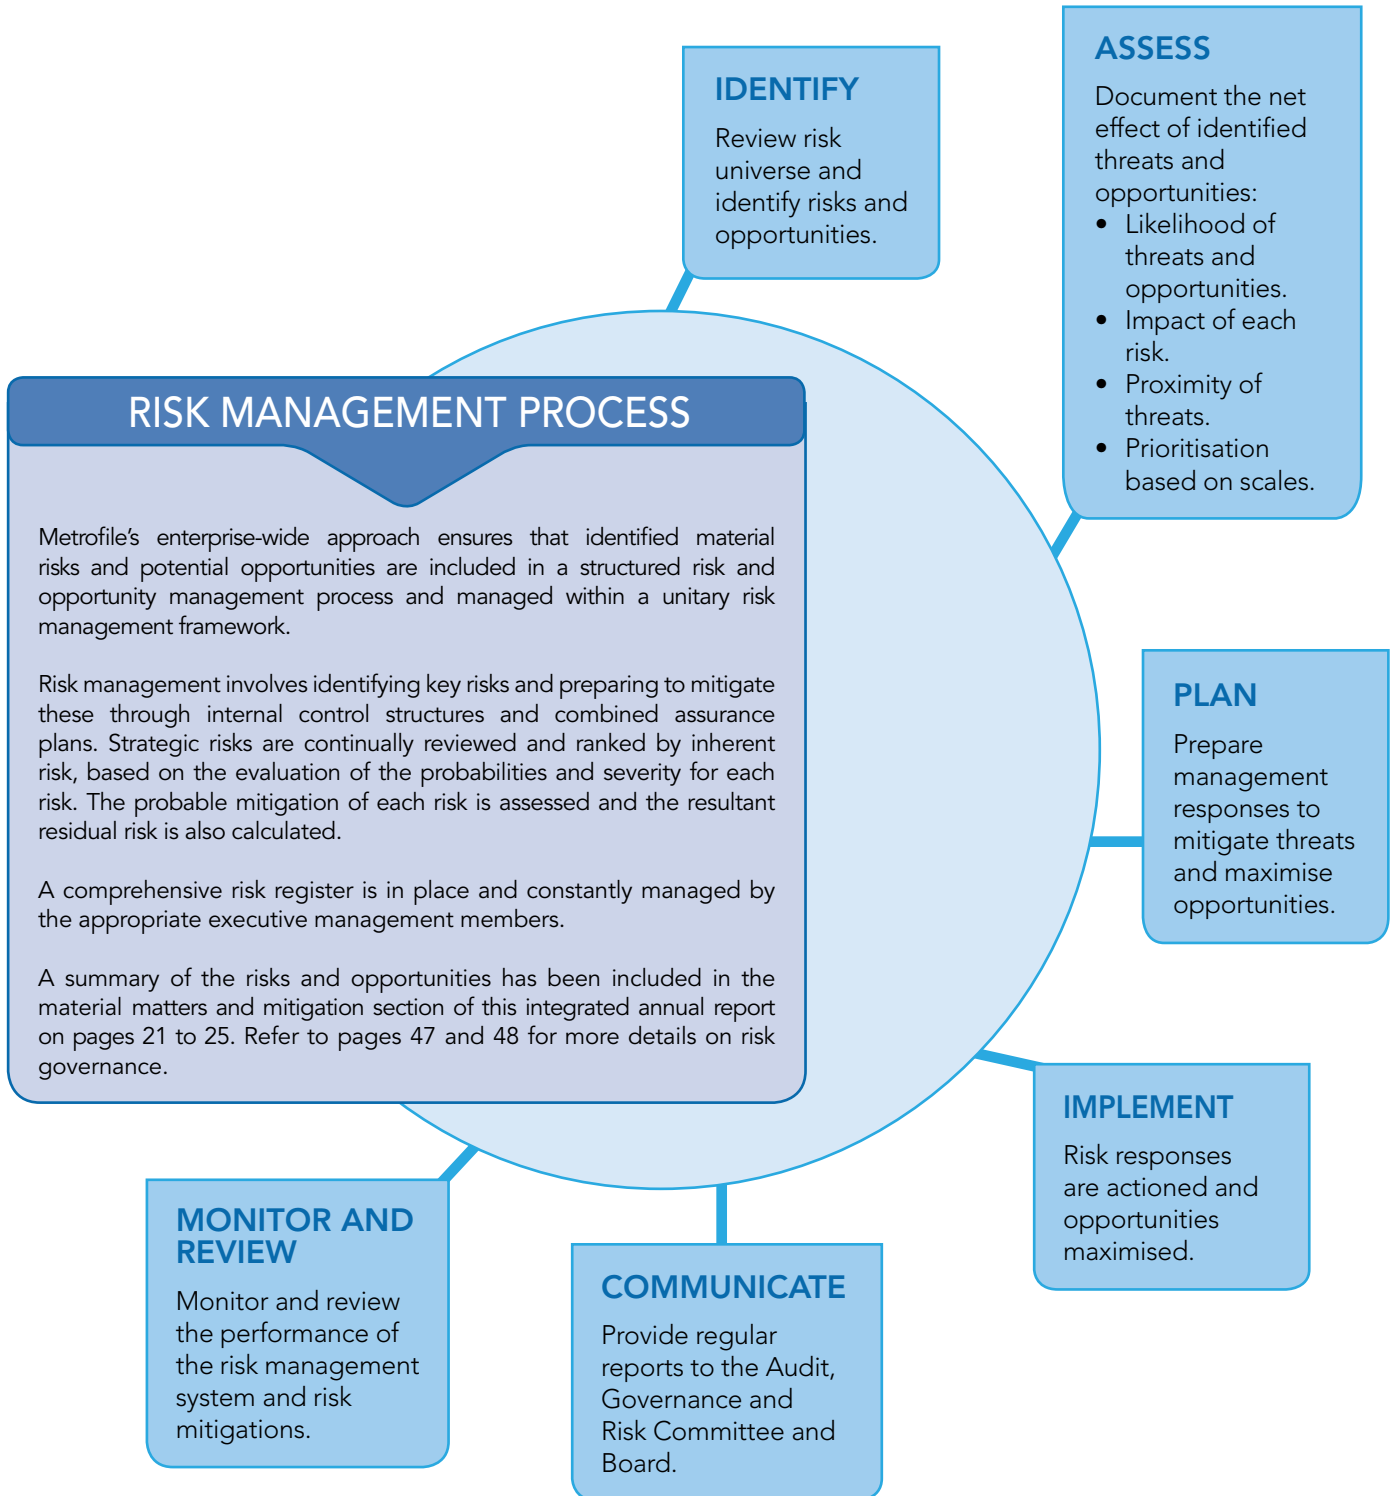 IDENTIFY
Review risk
universe and
identify risks and
opportunities.
ASSESS
Document the net
effect of identified
threats and
opportunities:
• Likelihood of
threats and
opportunities.
• Impact of each
risk.
• Proximity of
threats.
• Prioritisation
based on scales.
RISK MANAGEMENT PROCESS
Metrofile's enterprise-wide approach ensures that identified material
risks and potential opportunities are included in a structured risk and
opportunity management process and managed within a unitary risk
management framework.
Risk management involves identifying key risks and preparing to mitigate
these through internal control structures and combined assurance
plans. Strategic risks are continually reviewed and ranked by inherent
risk, based on the evaluation of the probabilities and severity for each
risk. The probable mitigation of each risk is assessed and the resultant
residual risk is also calculated.
A comprehensive risk register is in place and constantly managed by
the appropriate executive management members.
A summary of the risks and opportunities has been included in the
material matters and mitigation section of this integrated annual report
on pages 21 to 25. Refer to pages 47 and 48 for more details on risk
governance.
PLAN
Prepare
management
responses to
mitigate threats
and maximise
opportunities.
IMPLEMENT
Risk responses
are actioned and
opportunities
maximised.
COMMUNICATE
Provide regular
reports to the Audit,
Governance and
Risk Committee and
Board.
MONITOR AND
REVIEW
Monitor and review
the performance of
the risk management
system and risk
mitigations.